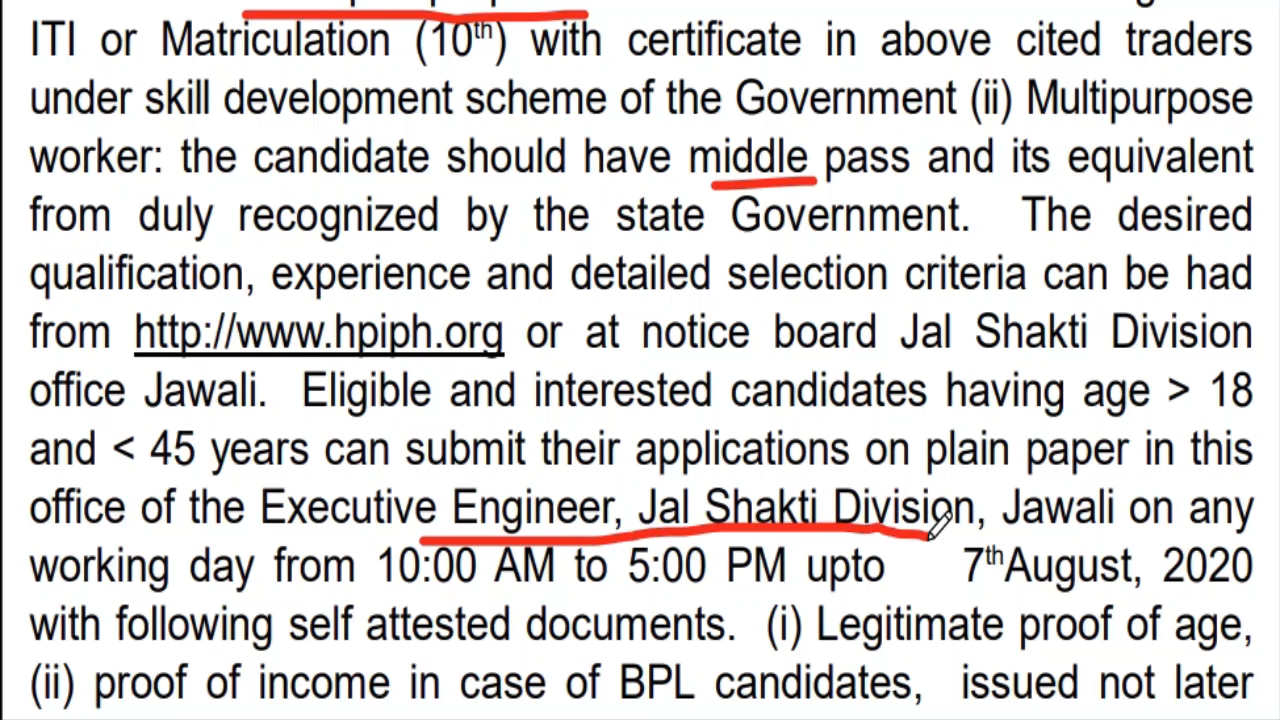 ITI or Matriculation (10th) with certificate in above cited traders
under skill development scheme of the Government (ii) Multipurpose
worker: the candidate should have middle pass and its equivalent
from duly recognized by the state Government. The desired
qualification, experience and detailed selection criteria can be had
from http://www.hpiph.org or at notice board Jal Shakti Division
office Jawali. Eligible and interested candidates having age > 18
and < 45 years can submit their applications on plain paper in this
office of the Executive Engineer, Jal Shakti Division, Jawali on any
working day from 10:00 AM to 5:00 PM upto 7thAugust, 2020
with following self attested documents. (i) Legitimate proof of age,
(ii) proof of income in case of BPL candidates, issued not later